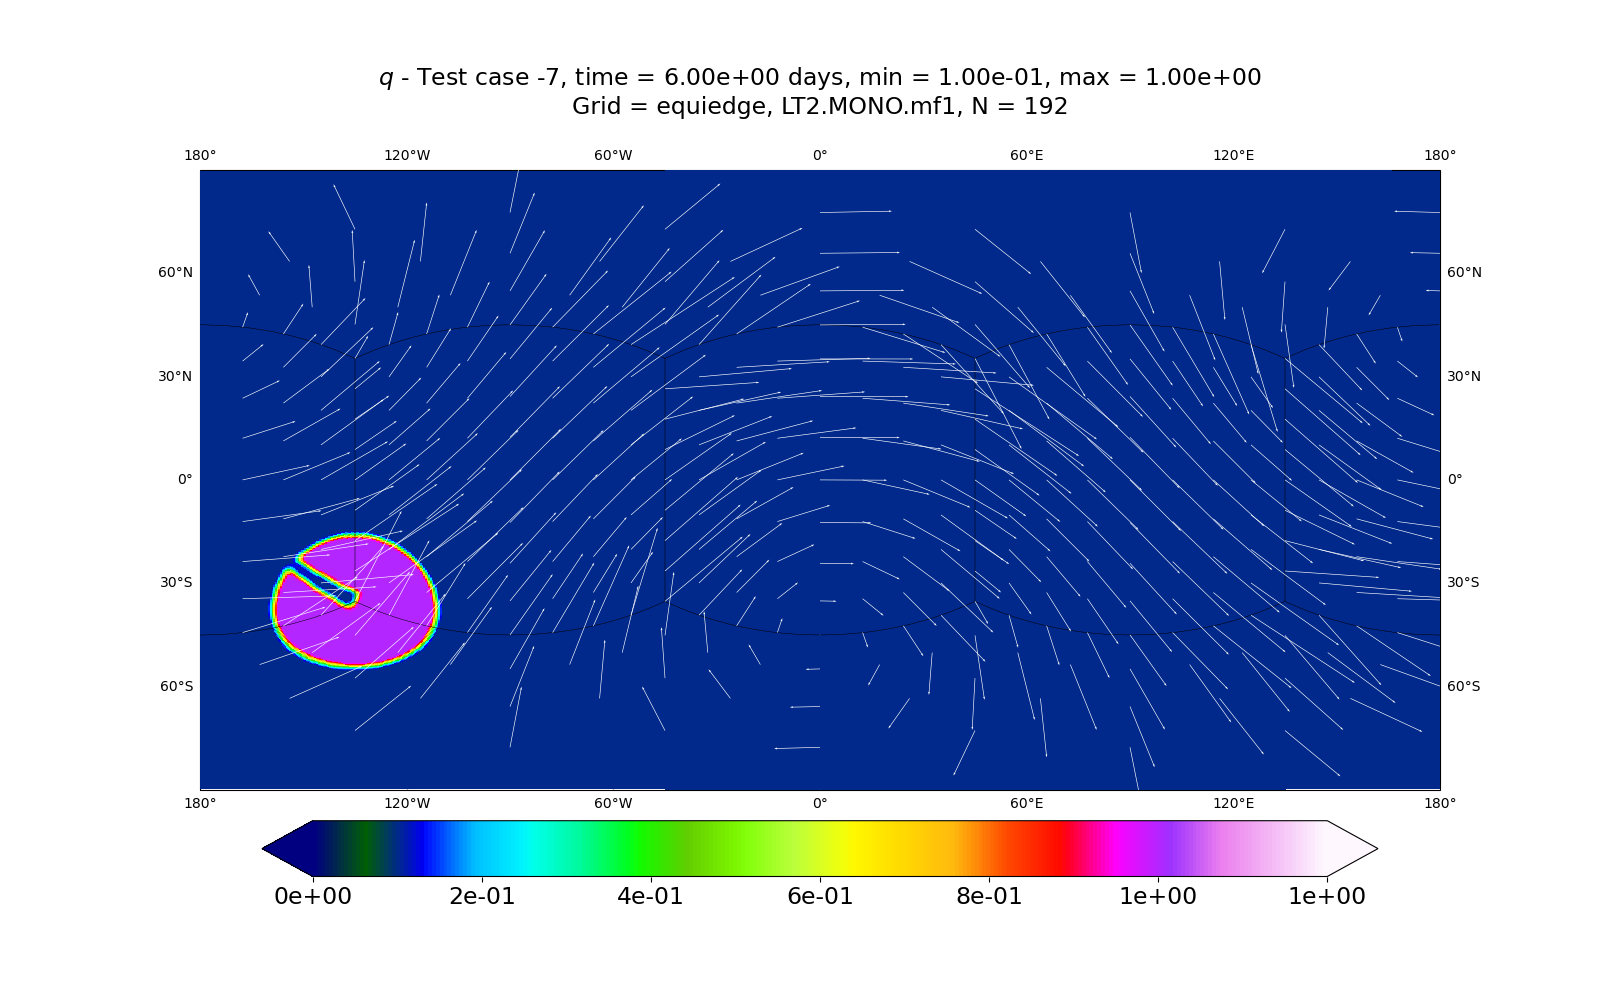 q - Test case -7, time = 6.00e+00 days, min = 1.00e-01, max = 1.00e+00
Grid = equiedge, LT2.MONO.mf1, N = 192
180° 120°W 60°W 0° 60°E 120°E 180°
60°N 60°N
30°N 30°N
0° 0°
30°S 30°S
60°S 60°S
180° 120°W 60°W 0° 60°E 120°E 180°
0e+00 2e-01 4e-01 6e-01 8e-01 1e+00 1e+00